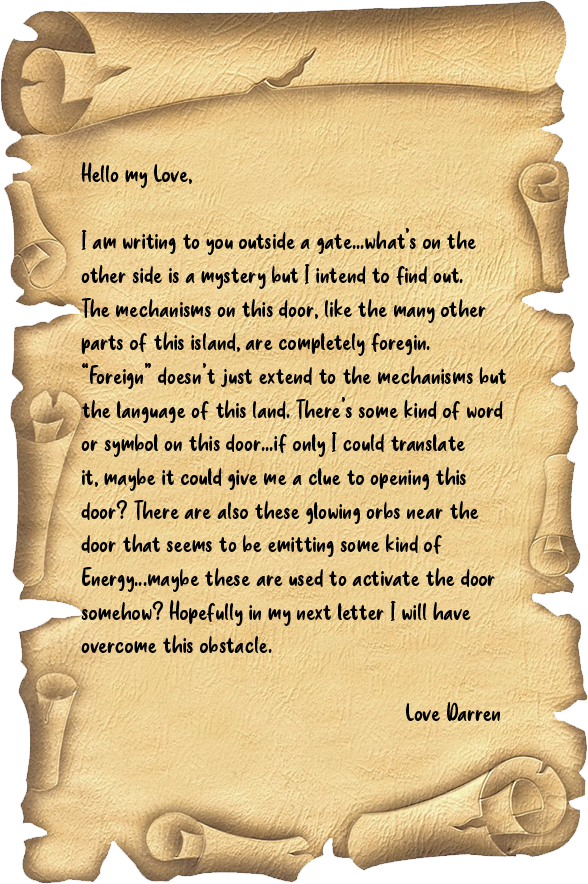 Hello my Love,
I am writing to you outside a gate...what's on the
other side is a mystery but I intend to find out.
The mechanisms on this door, like the many other
parts of this island, are completely foregin.
"Foreign" doesn't just extend to the mechanisms but
the language of this land. There's some kind of word
or symbol on this door...if only I could translate
it, maybe it could give me a clue to opening this
door? There are also these glowing orbs near the
door that seems to be emitting some kind of
Energy...maybe these are used to activate the door
somehow? Hopefully in my next letter I will have
overcome this obstacle.
Love Darren